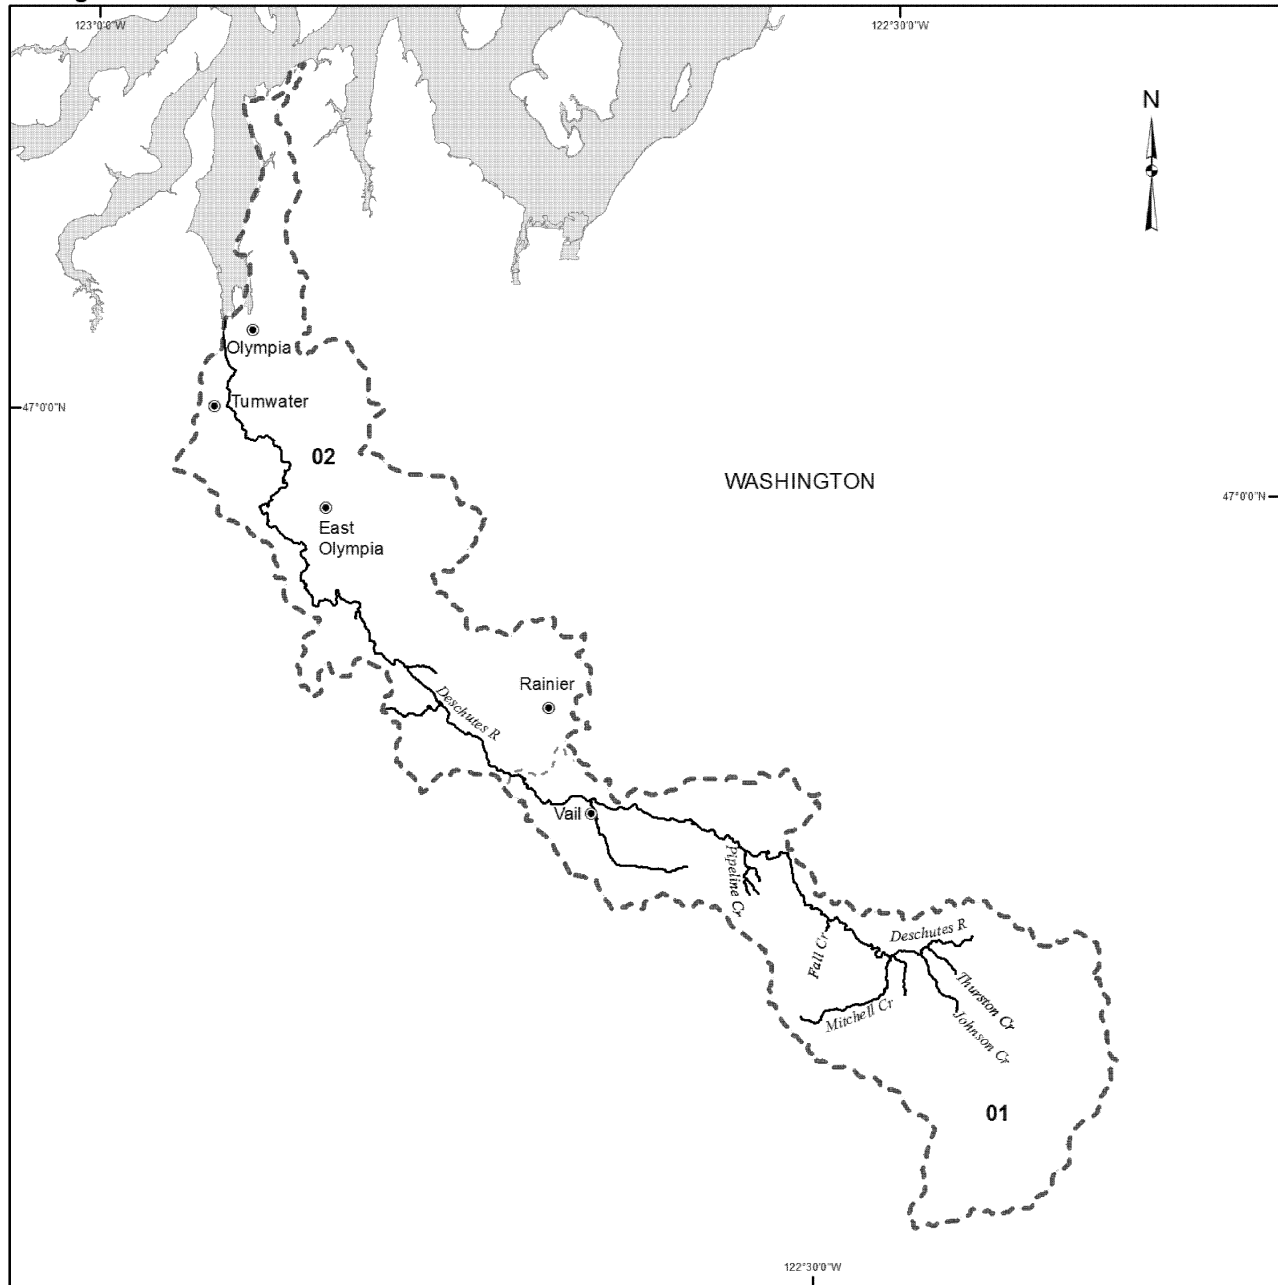 123°0'0"W
122°30'0"W
N
Olympia
47°0'0"N
Tumwater
02
WASHINGTON
47°0'0"N
East
Olympia
Rainier
Deschutes R
Vail
Pipeline Cr
Deschutes R
Fall Cr
Thurston Cr
Mitchell Cr
Johnson Cr
01
122°30'0"W